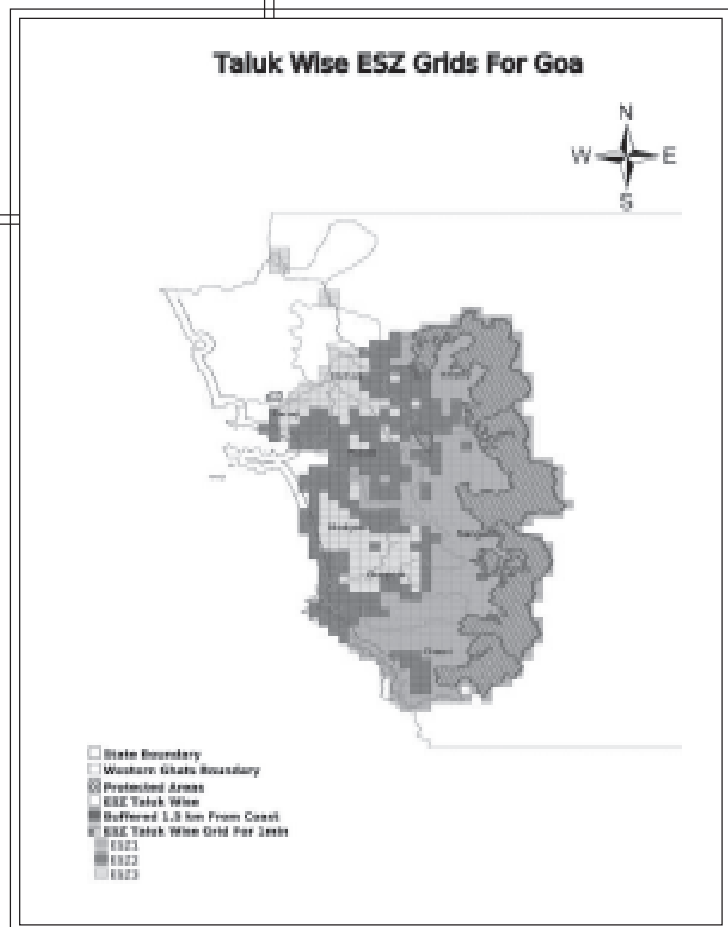 Taluk Wise ESZ Grids For Goa
N
W E
S
State Boundary
Western Ghats Boundary
Protected Areas
ESZ Taluk Wise
Buffered 1.5 km From Coast
ESZ Taluk Wise Grid For 1min
ESZ1
ESZ2
ESZ3